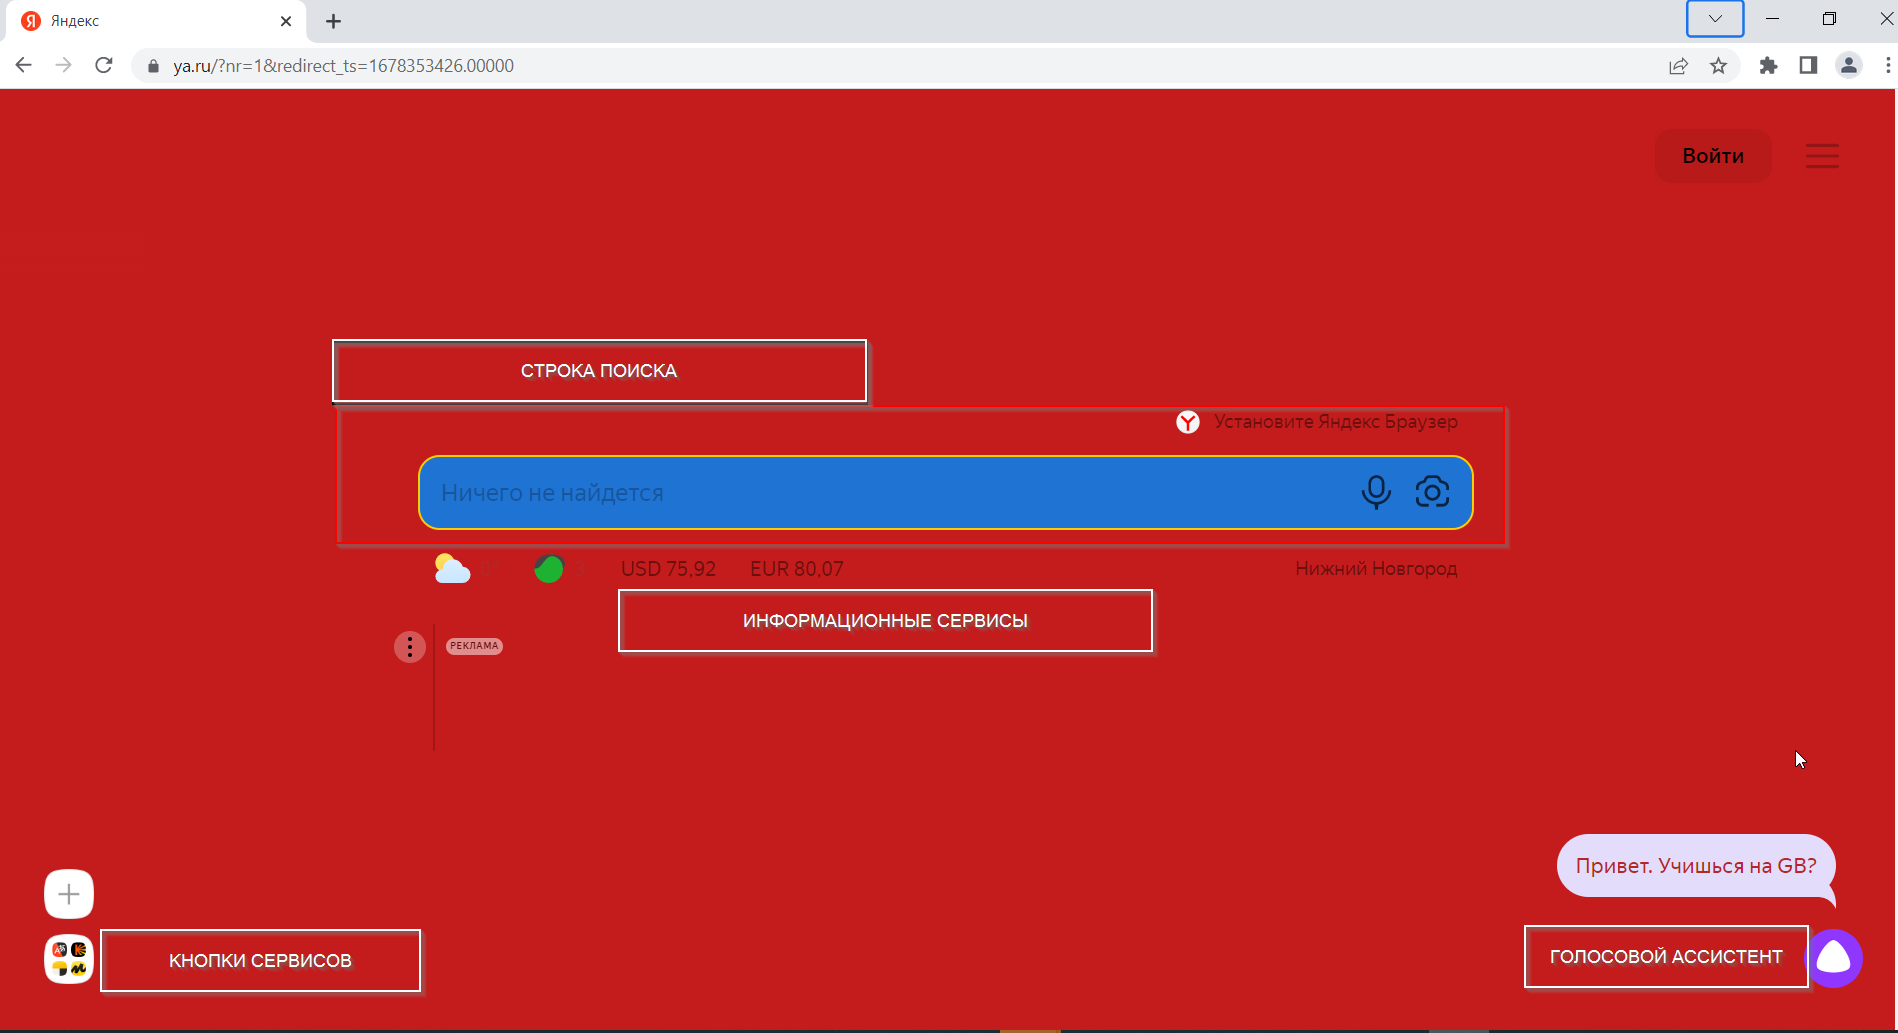 Яндекс
ya.ru/?nr=1&redirect_ts=1678353426.00000
Войти
СТРОКА ПОИСКА
Установите Яндекс Браузер
Ничего не найдется
USD 75,92 EUR 80,07 Нижний Новгород
ИНФОРМАЦИОННЫЕ СЕРВИСЫ
РЕКЛАМА
Привет. Учишься на GB?
КНОПКИ СЕРВИСОВ
ГОЛОСОВОЙ АССИСТЕНТ